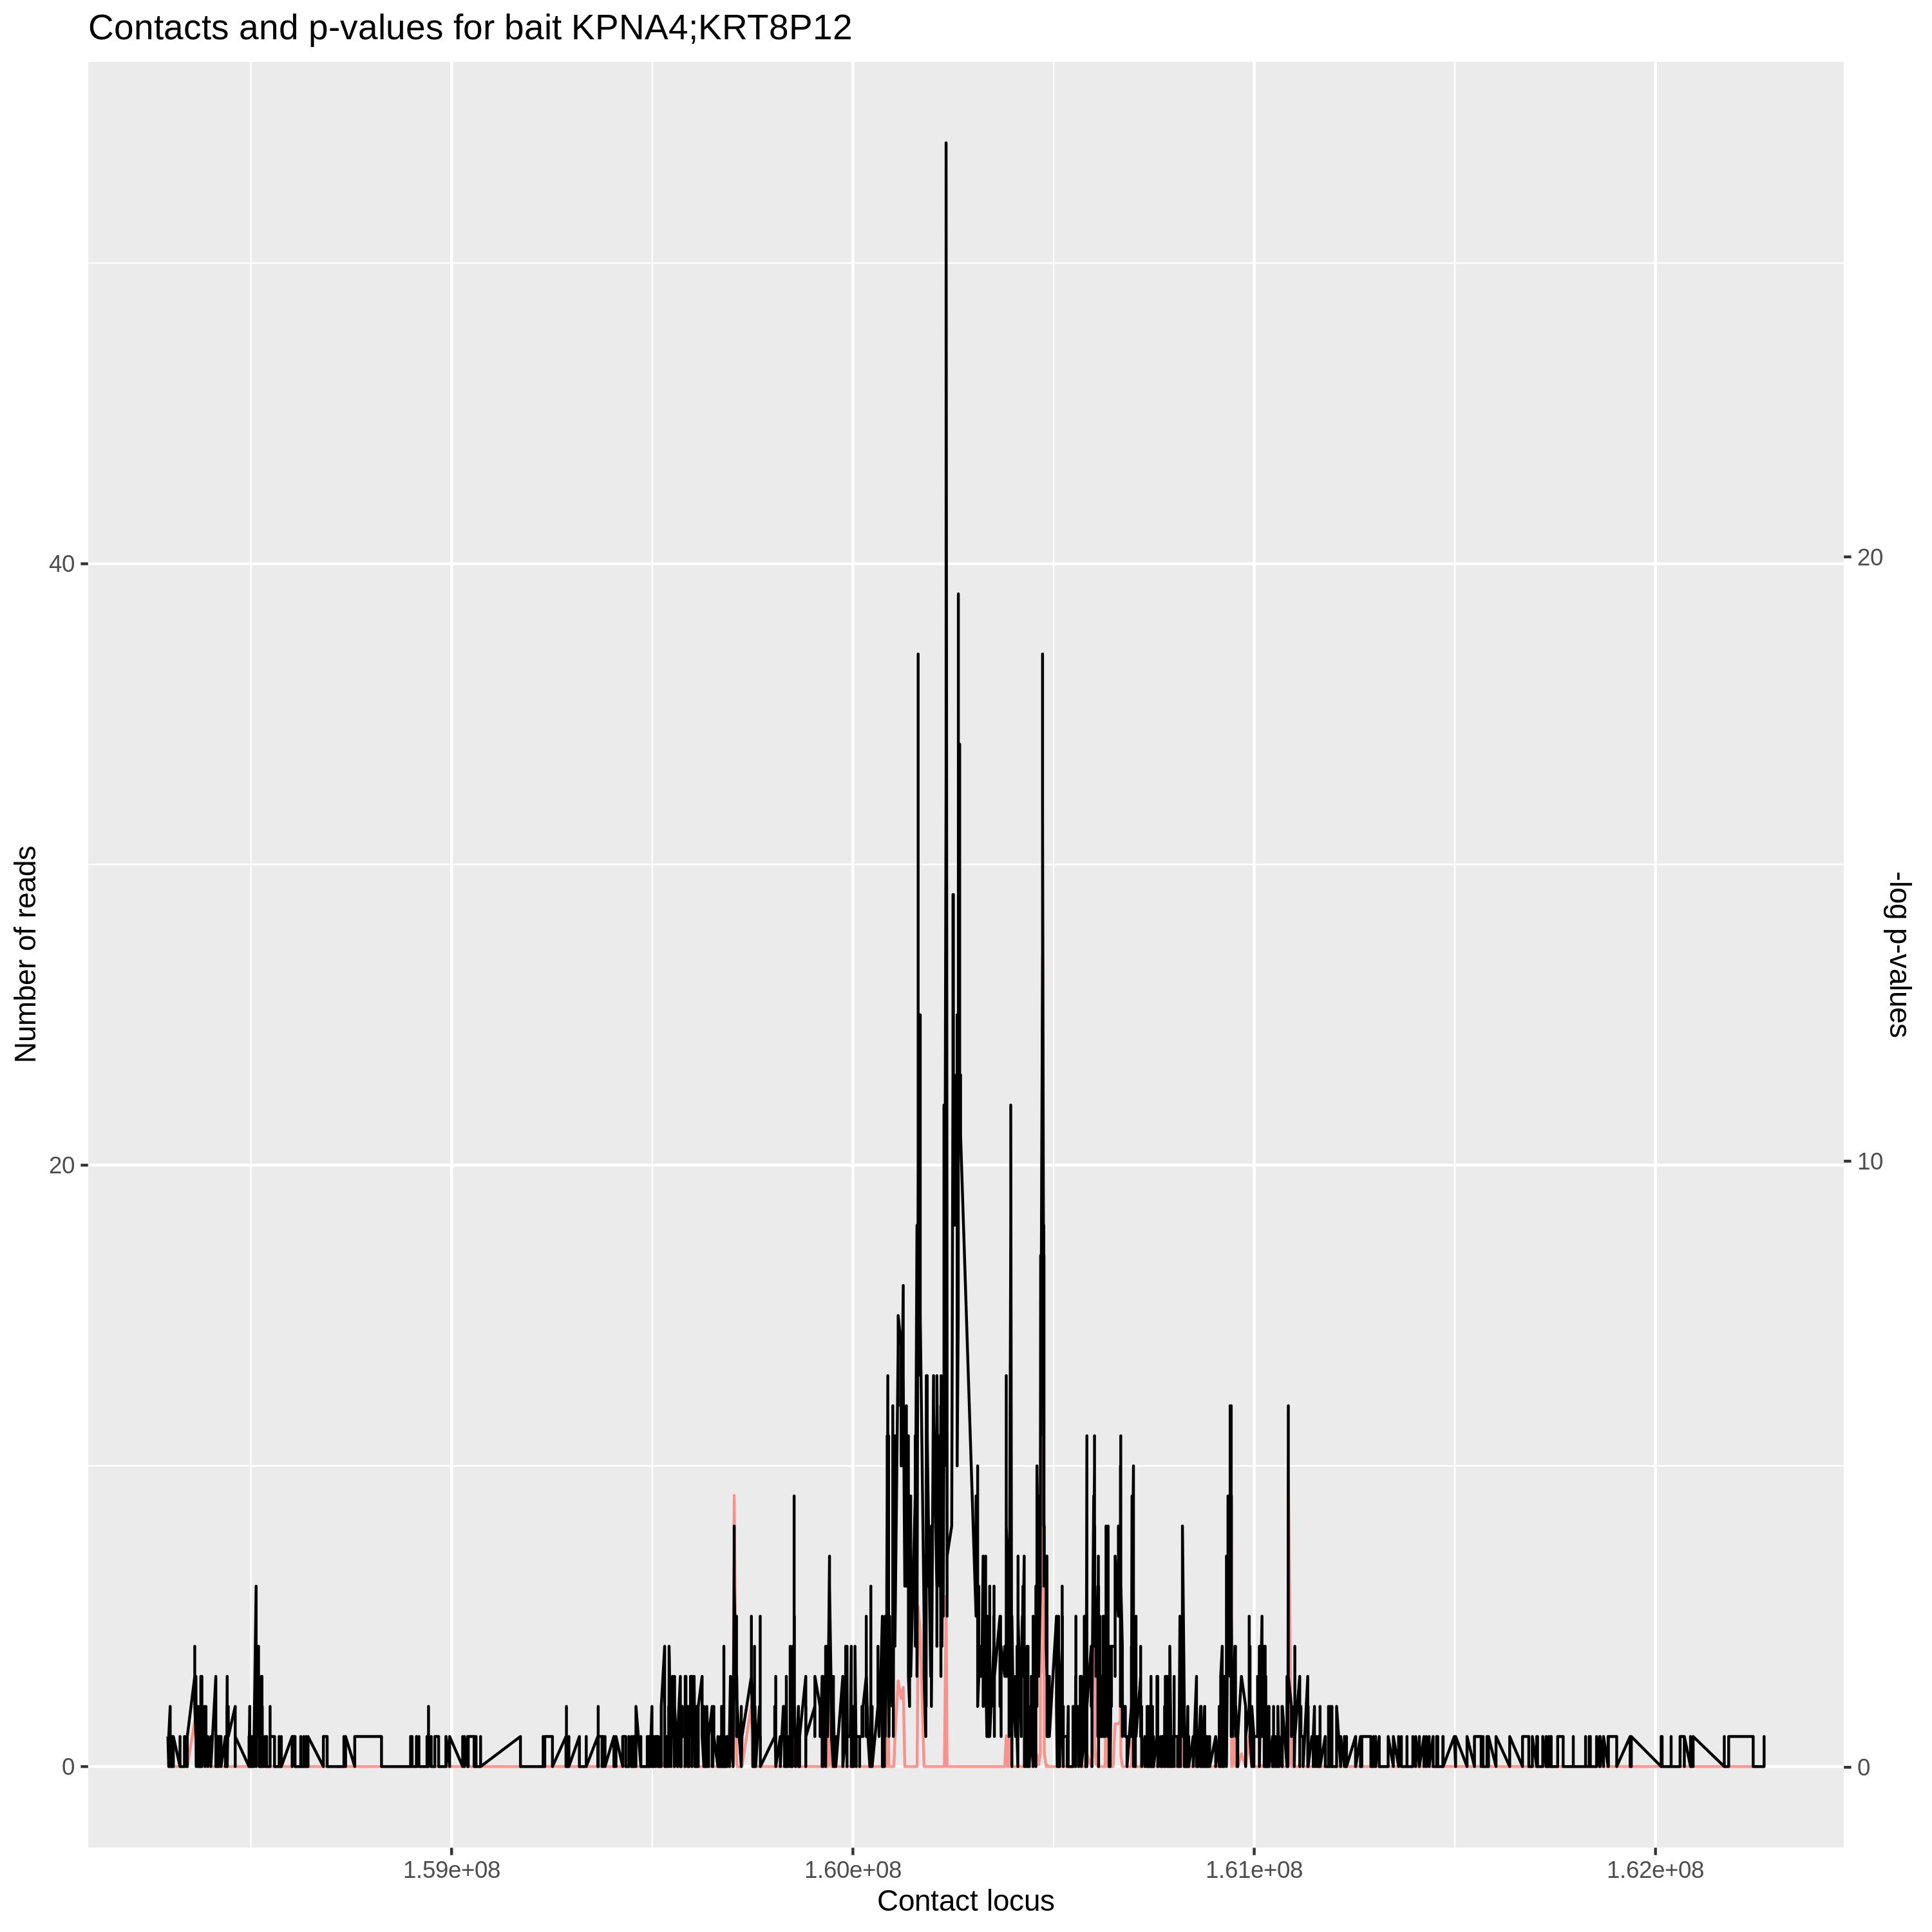 Contacts and p-values for bait KPNA4;KRT8P12
Number of reads
40
20
0
20
10
0
-log p-values
1.59e+08 1.60e+08 1.61e+08 1.62e+08
Contact locus